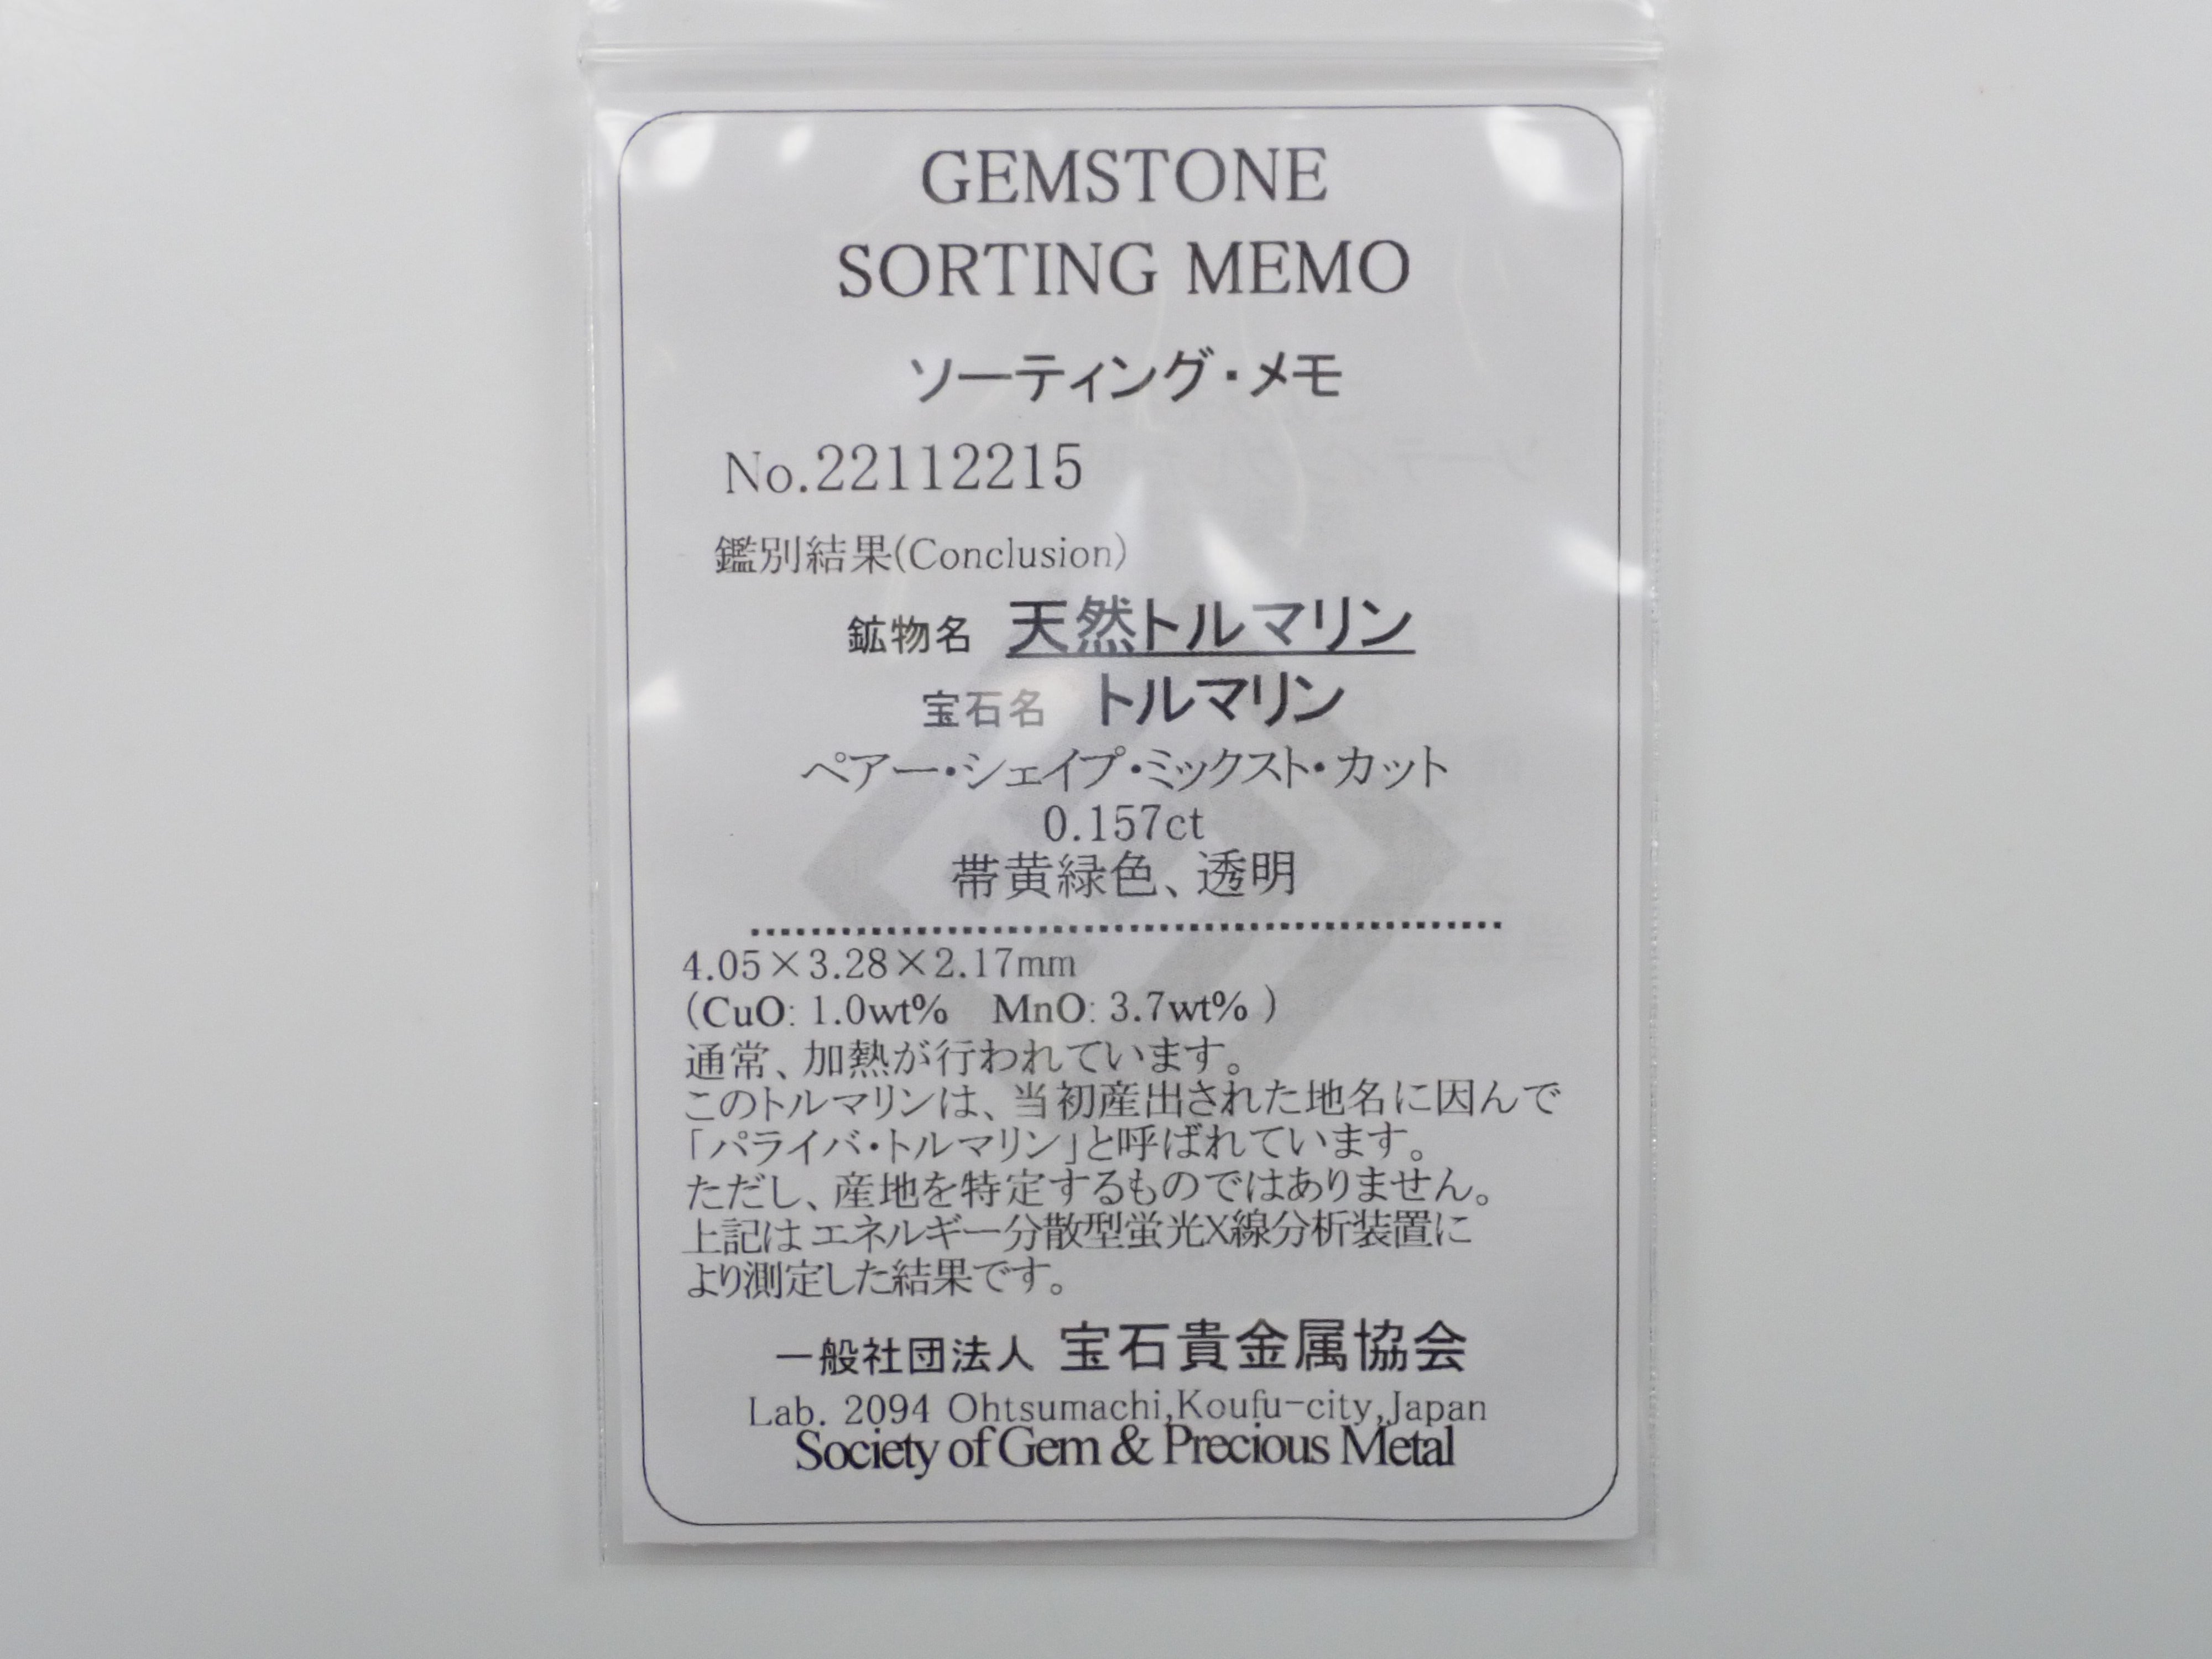 GEMSTONE
SORTING MEMO
ソーティング・メモ
No.22112215
鑑別結果(Conclusion)
鉱物名 天然トルマリン
宝石名 トルマリン
ペアー・シェイプ・ミックスト・カット
0.157ct
帯黄緑色、透明
4.05×3.28×2.17mm
(CuO: 1.0wt% MnO: 3.7wt% )
通常、加熱が行われています。
このトルマリンは、当初産出された地名に因んで
「パライバ・トルマリン」と呼ばれています。
ただし、産地を特定するものではありません。
上記はエネルギー分散型蛍光X線分析装置に
より測定した結果です。
一般社団法人 宝石貴金属協会
Lab. 2094 Ohtsumachi,Koufu-city,Japan
Society of Gem & Precious Metal